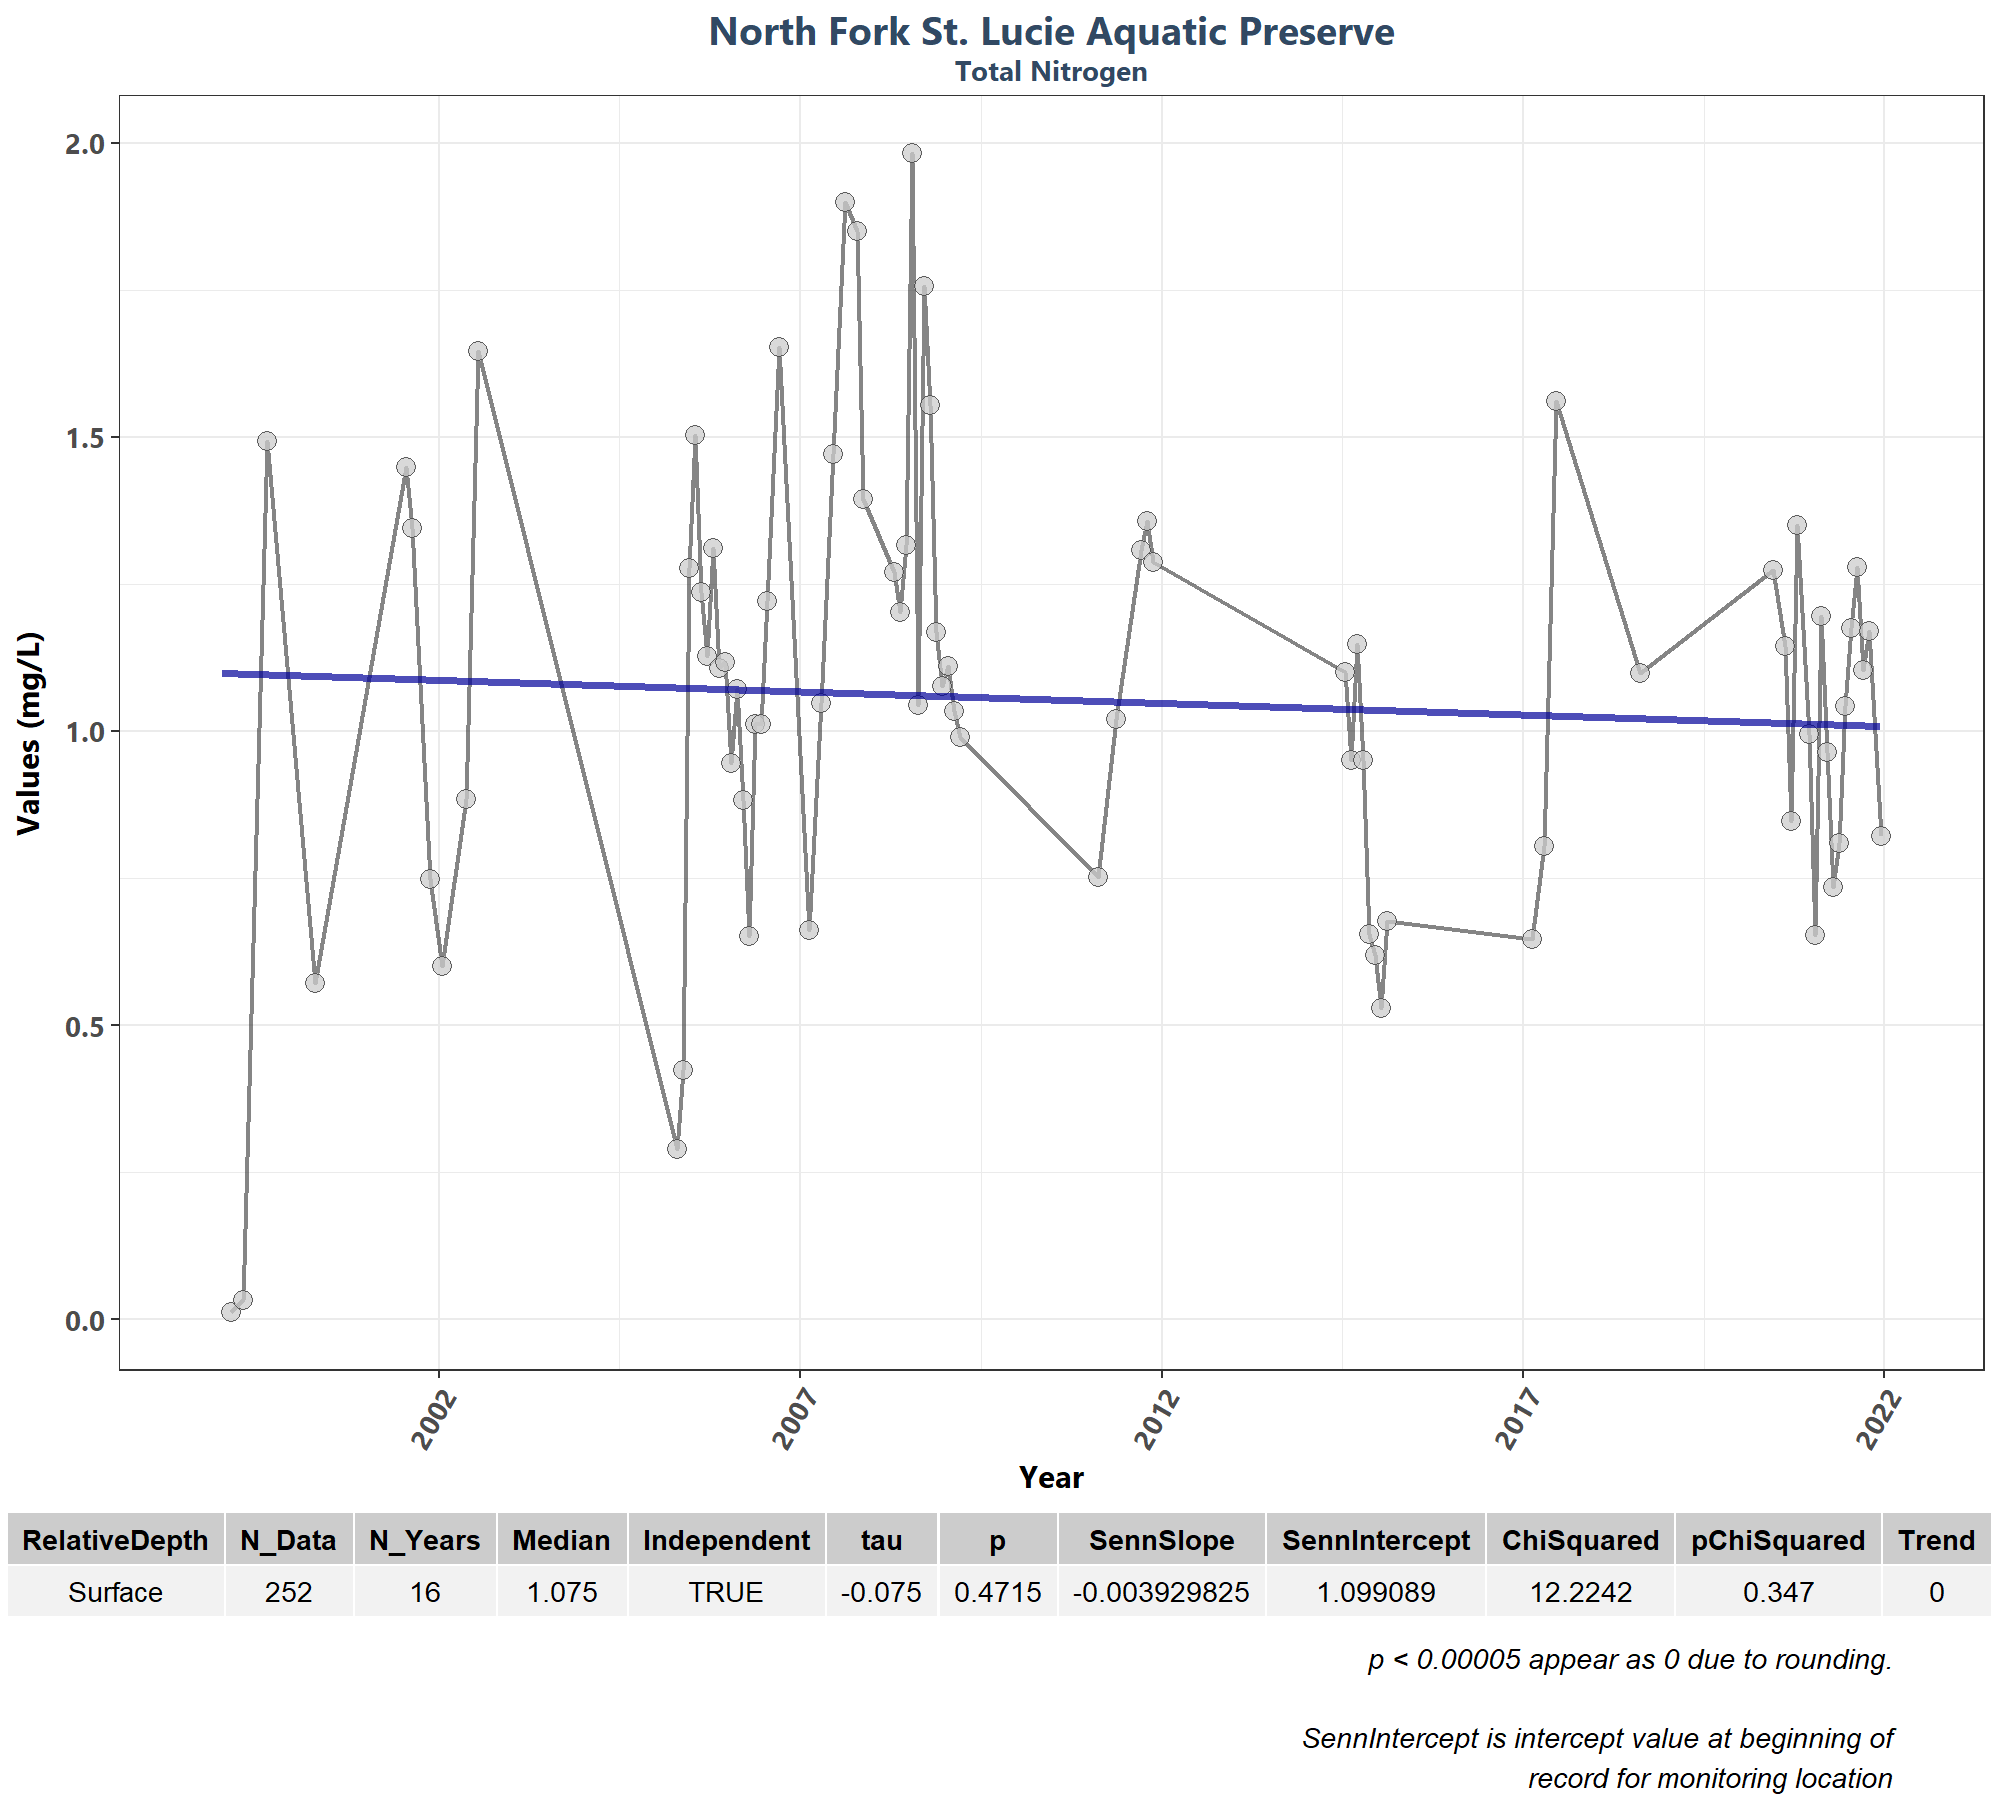 North Fork St. Lucie Aquatic Preserve
Total Nitrogen
Values (mg/L)
2.0
1.5
1.0
0.5
0.0
2002 2007 2012 2017 2022
Year
RelativeDepth N_Data N_Years Median Independent tau p SennSlope SennIntercept ChiSquared pChiSquared Trend
Surface 252 16 1.075 TRUE -0.075 0.4715 -0.003929825 1.099089 12.2242 0.347 0
p < 0.00005 appear as 0 due to rounding.
SennIntercept is intercept value at beginning of
record for monitoring location